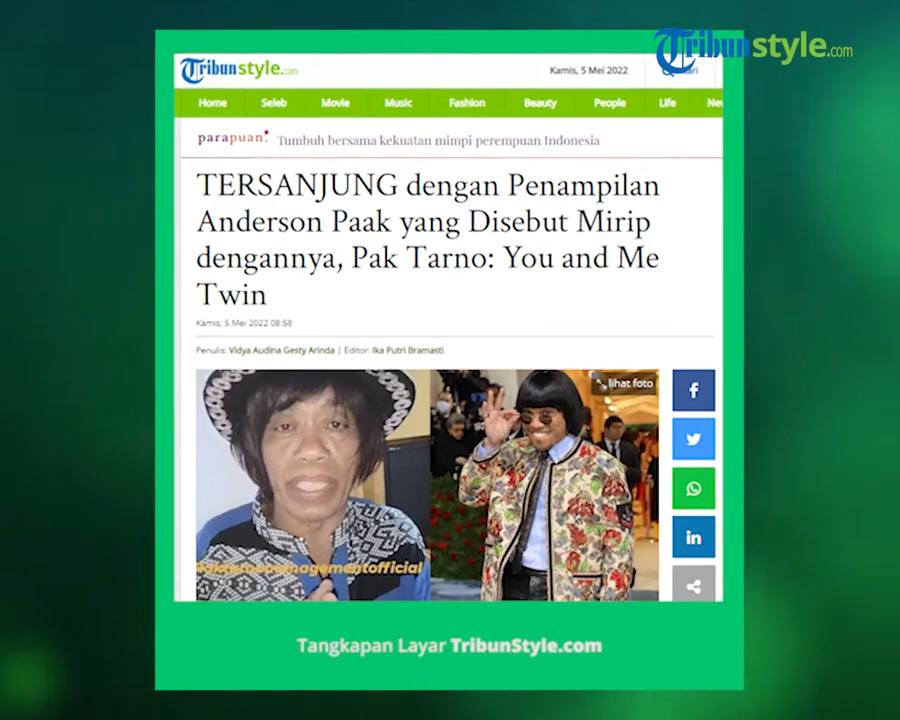 Tribunstyle.com
Tribunstyle.com
Kamis, 5 Mei 2022
Home Seleb Movie Music Fashion Beauty People Life New
parapuan. Tumbuh bersama kekuatan mimpi perempuan Indonesia
TERSANJUNG dengan Penampilan
Anderson Paak yang Disebut Mirip
dengannya, Pak Tarno: You and Me
Twin
Kamis, 5 Mei 2022 08:58
Penulis: Vidya Audina Gesty Arinda | Editor: Ika Putri Bramasti
lihat foto
Tangkapan Layar TribunStyle.com